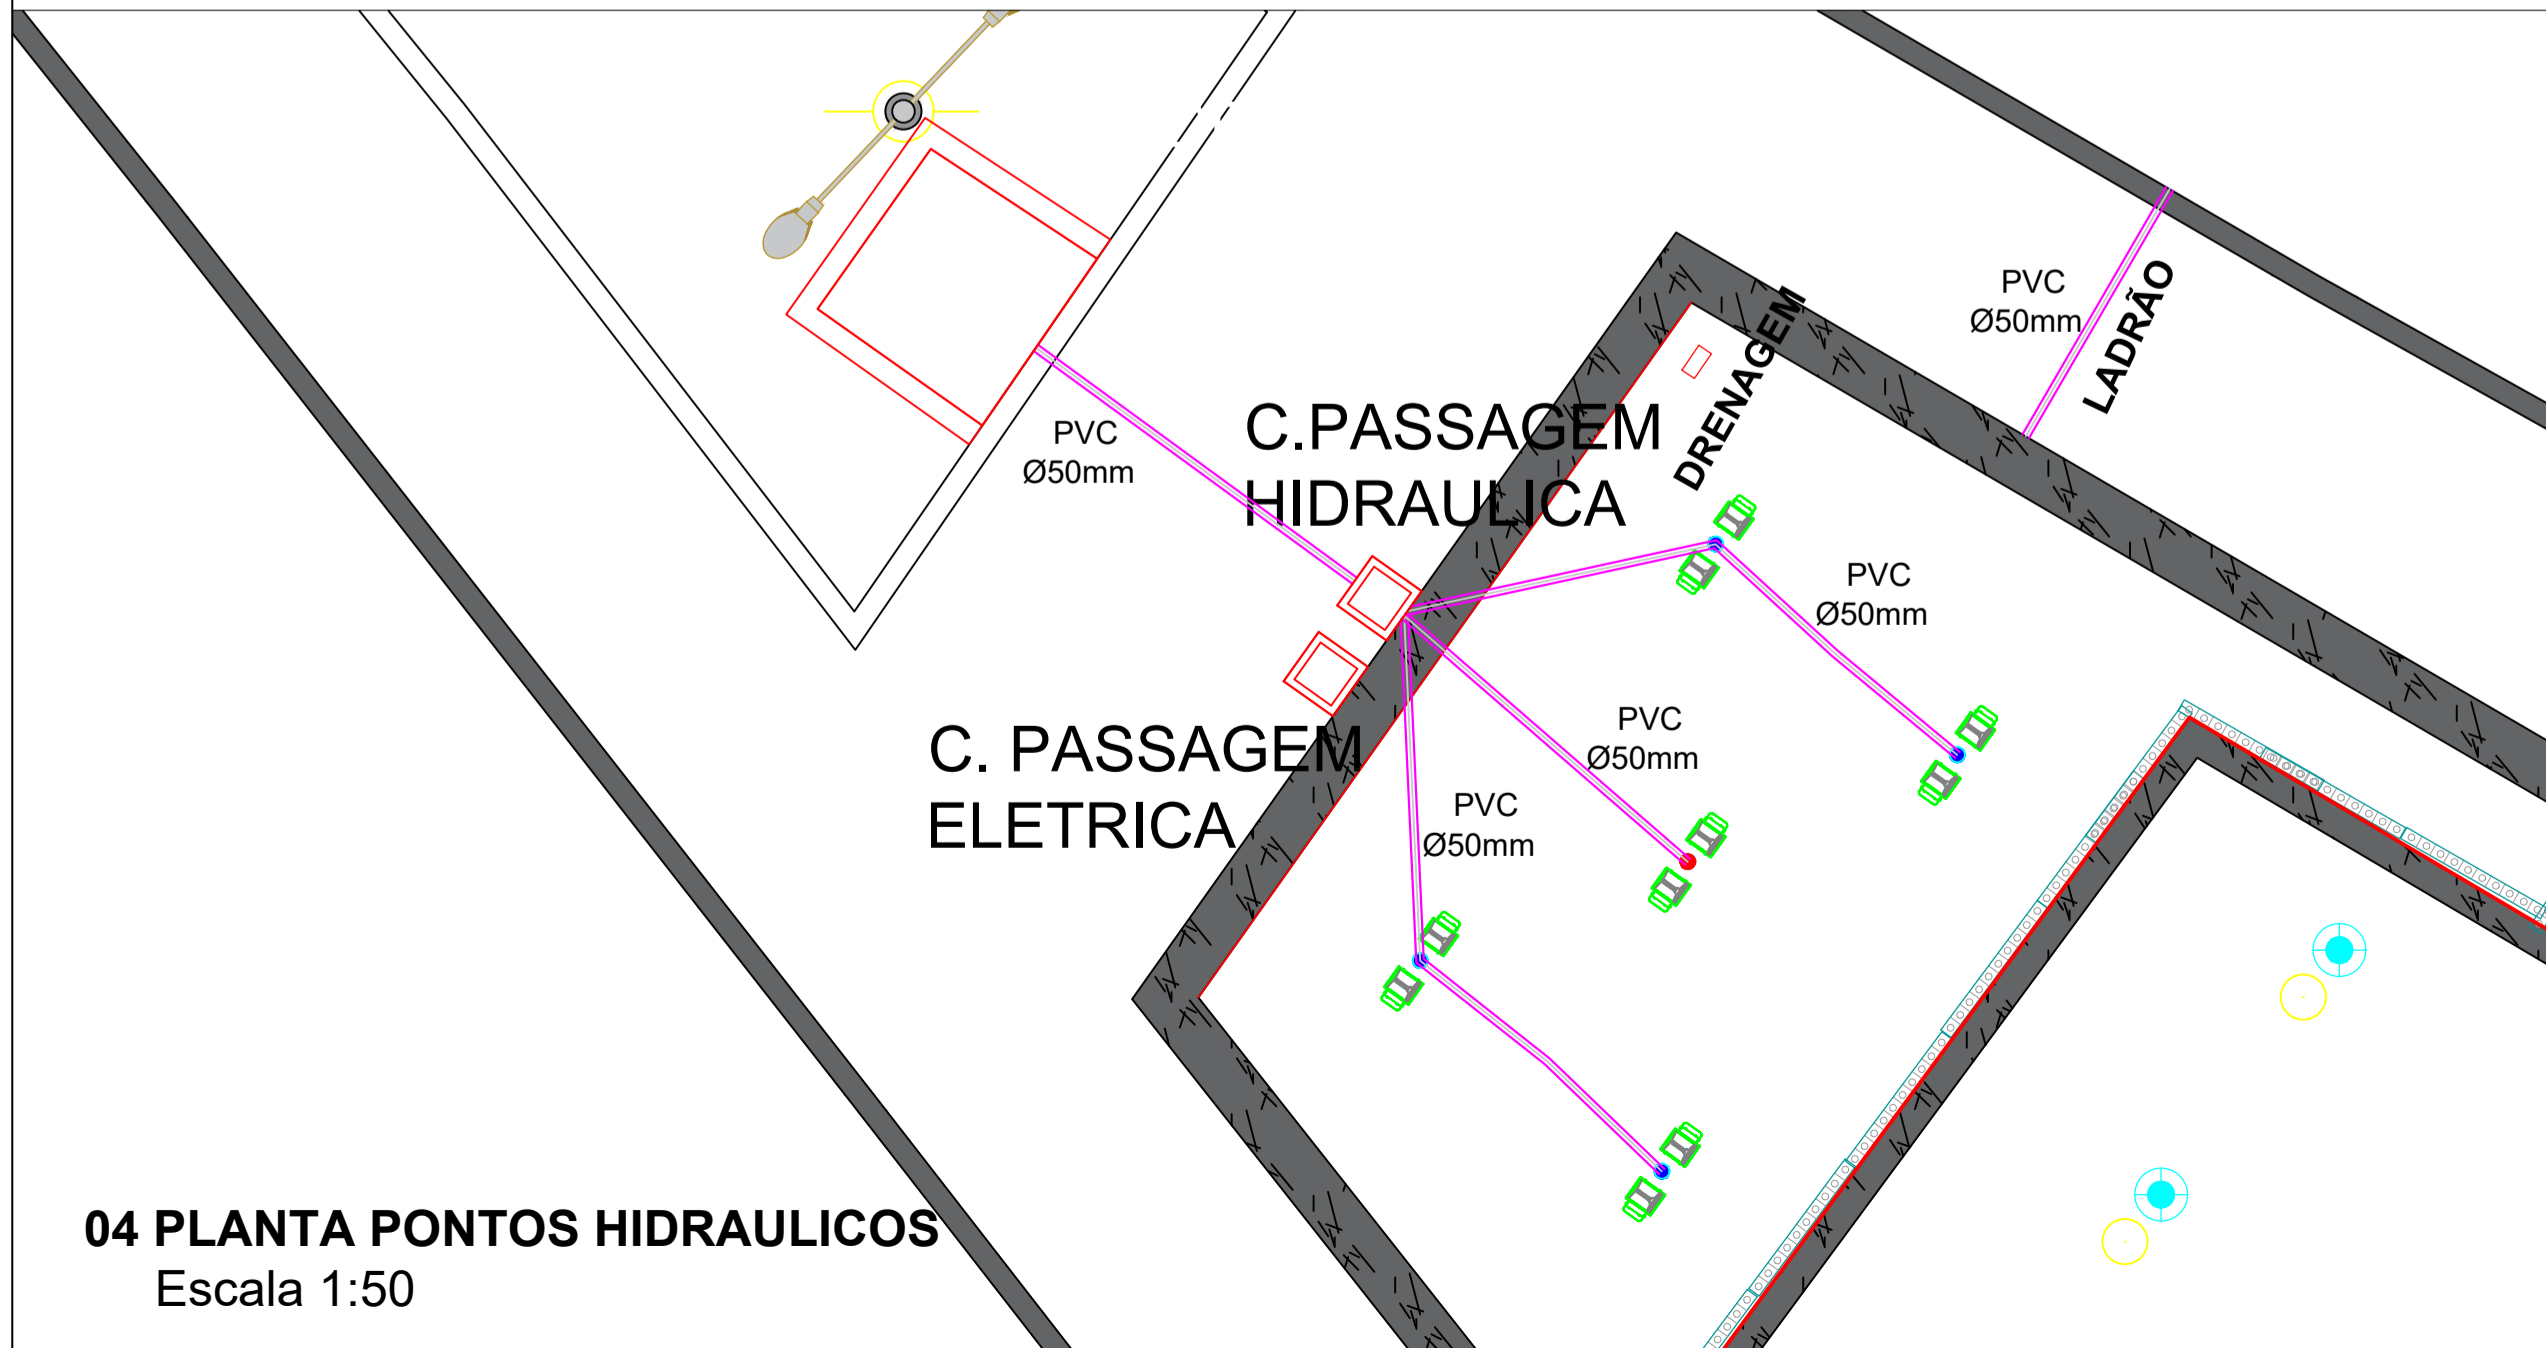 PVC
Ø50mm
LADRÃO
DRENAGEM
C.PASSAGEM
HIDRAULICA
PVC
Ø50mm
PVC
Ø50mm
PVC
Ø50mm
C. PASSAGEM
ELETRICA
PVC
Ø50mm
04 PLANTA PONTOS HIDRAULICOS
Escala 1:50